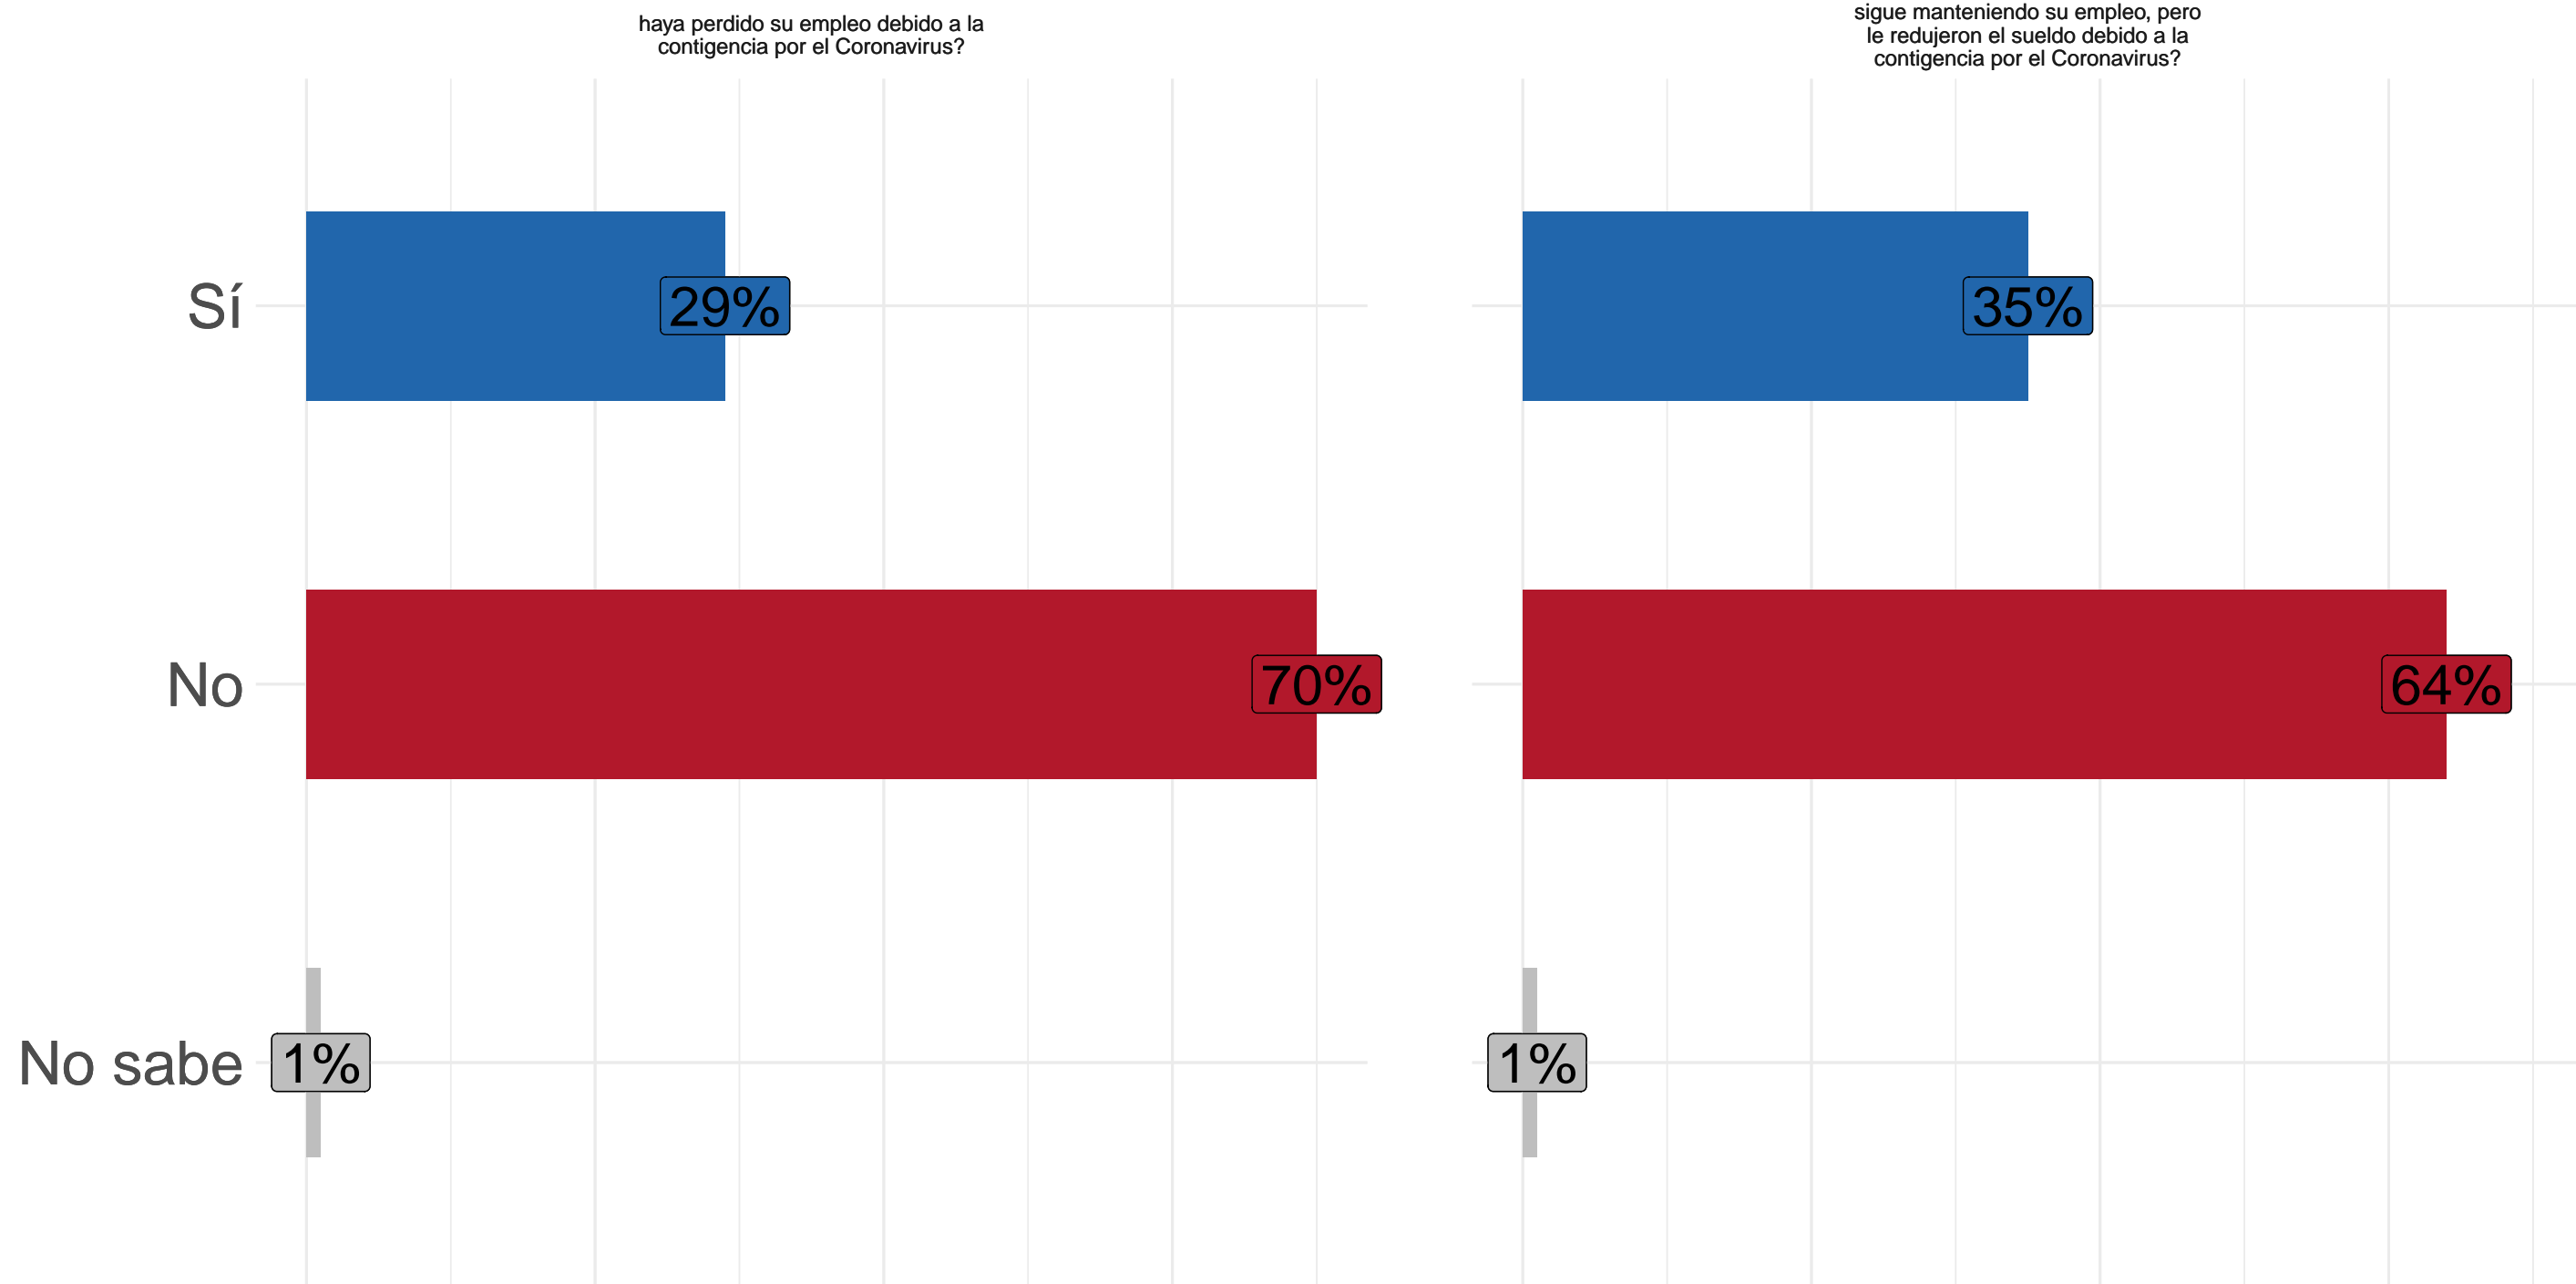 haya perdido su empleo debido a la
contigencia por el Coronavirus?
sigue manteniendo su empleo, pero
le redujeron el sueldo debido a la
contigencia por el Coronavirus?
Sí
29%
35%
No
70%
64%
No sabe
1%
1%